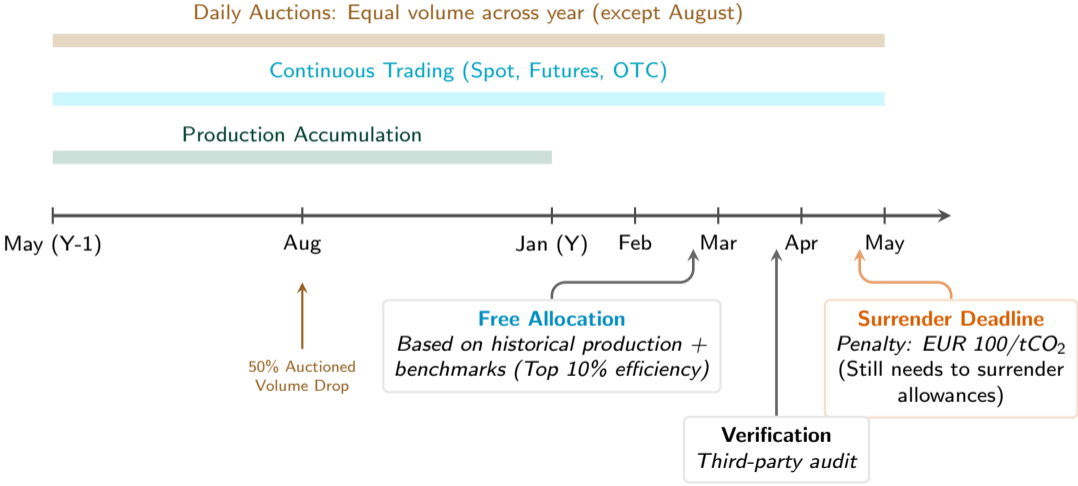 Daily Auctions: Equal volume across year (except August)
Continuous Trading (Spot, Futures, OTC)
Production Accumulation
May (Y-1)
Aug
Jan (Y)
Feb
Mar
Apr
May
50% Auctioned
Volume Drop
Free Allocation
Based on historical production +
benchmarks (Top 10% efficiency)
Surrender Deadline
Penalty: EUR 100/tCO₂
(Still needs to surrender
allowances)
Verification
Third-party audit